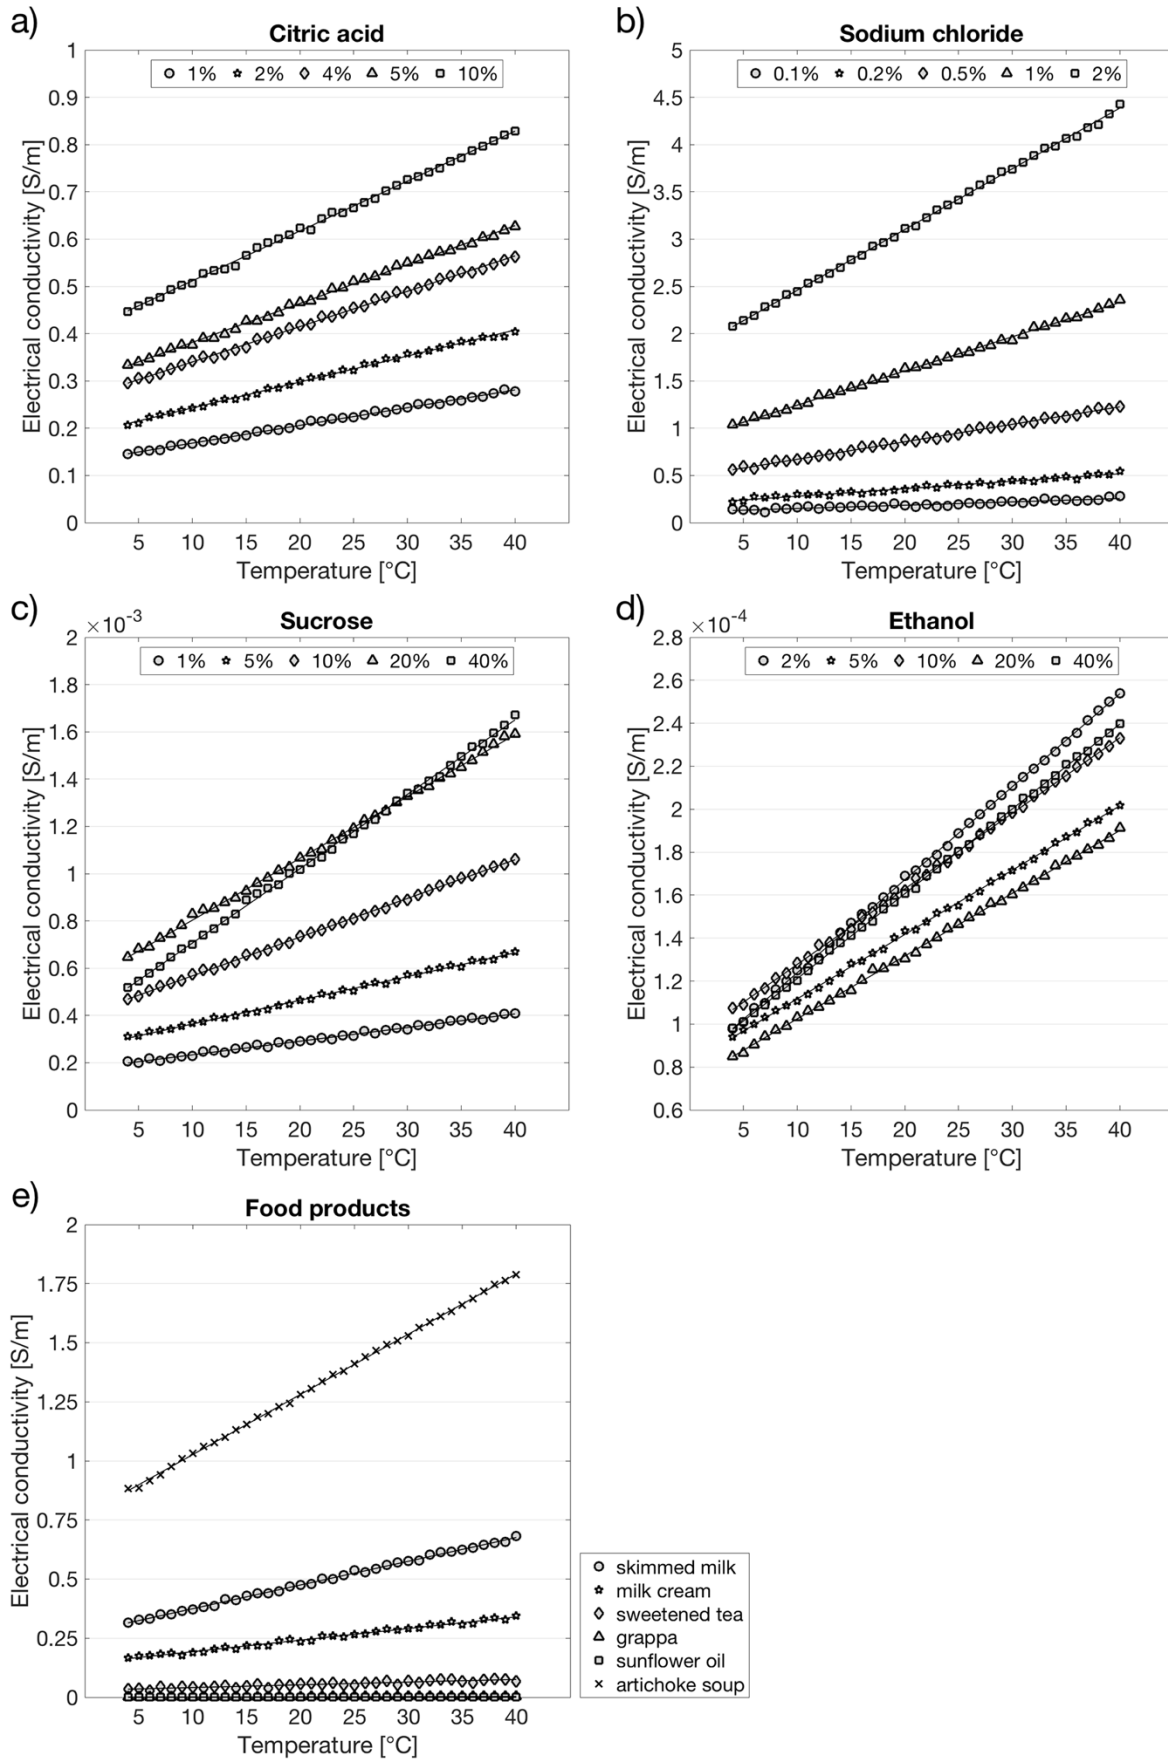 a)
Citric acid
1% 2% 4% 5% 10%
1
0.9
0.8
0.7
0.6
0.5
0.4
0.3
0.2
0.1
0
Electrical conductivity [S/m]
5 10 15 20 25 30 35 40
Temperature [°C]
b)
Sodium chloride
0.1% 0.2% 0.5% 1% 2%
5
4.5
4
3.5
3
2.5
2
1.5
1
0.5
0
Electrical conductivity [S/m]
5 10 15 20 25 30 35 40
Temperature [°C]
c)
×10⁻³
Sucrose
1% 5% 10% 20% 40%
2
1.8
1.6
1.4
1.2
1
0.8
0.6
0.4
0.2
0
Electrical conductivity [S/m]
5 10 15 20 25 30 35 40
Temperature [°C]
d)
×10⁻⁴
Ethanol
2% 5% 10% 20% 40%
2.8
2.6
2.4
2.2
2
1.8
1.6
1.4
1.2
1
0.8
0.6
Electrical conductivity [S/m]
5 10 15 20 25 30 35 40
Temperature [°C]
e)
Food products
2
1.75
1.5
1.25
1
0.75
0.5
0.25
0
Electrical conductivity [S/m]
5 10 15 20 25 30 35 40
Temperature [°C]
skimmed milk
milk cream
sweetened tea
grappa
sunflower oil
artichoke soup